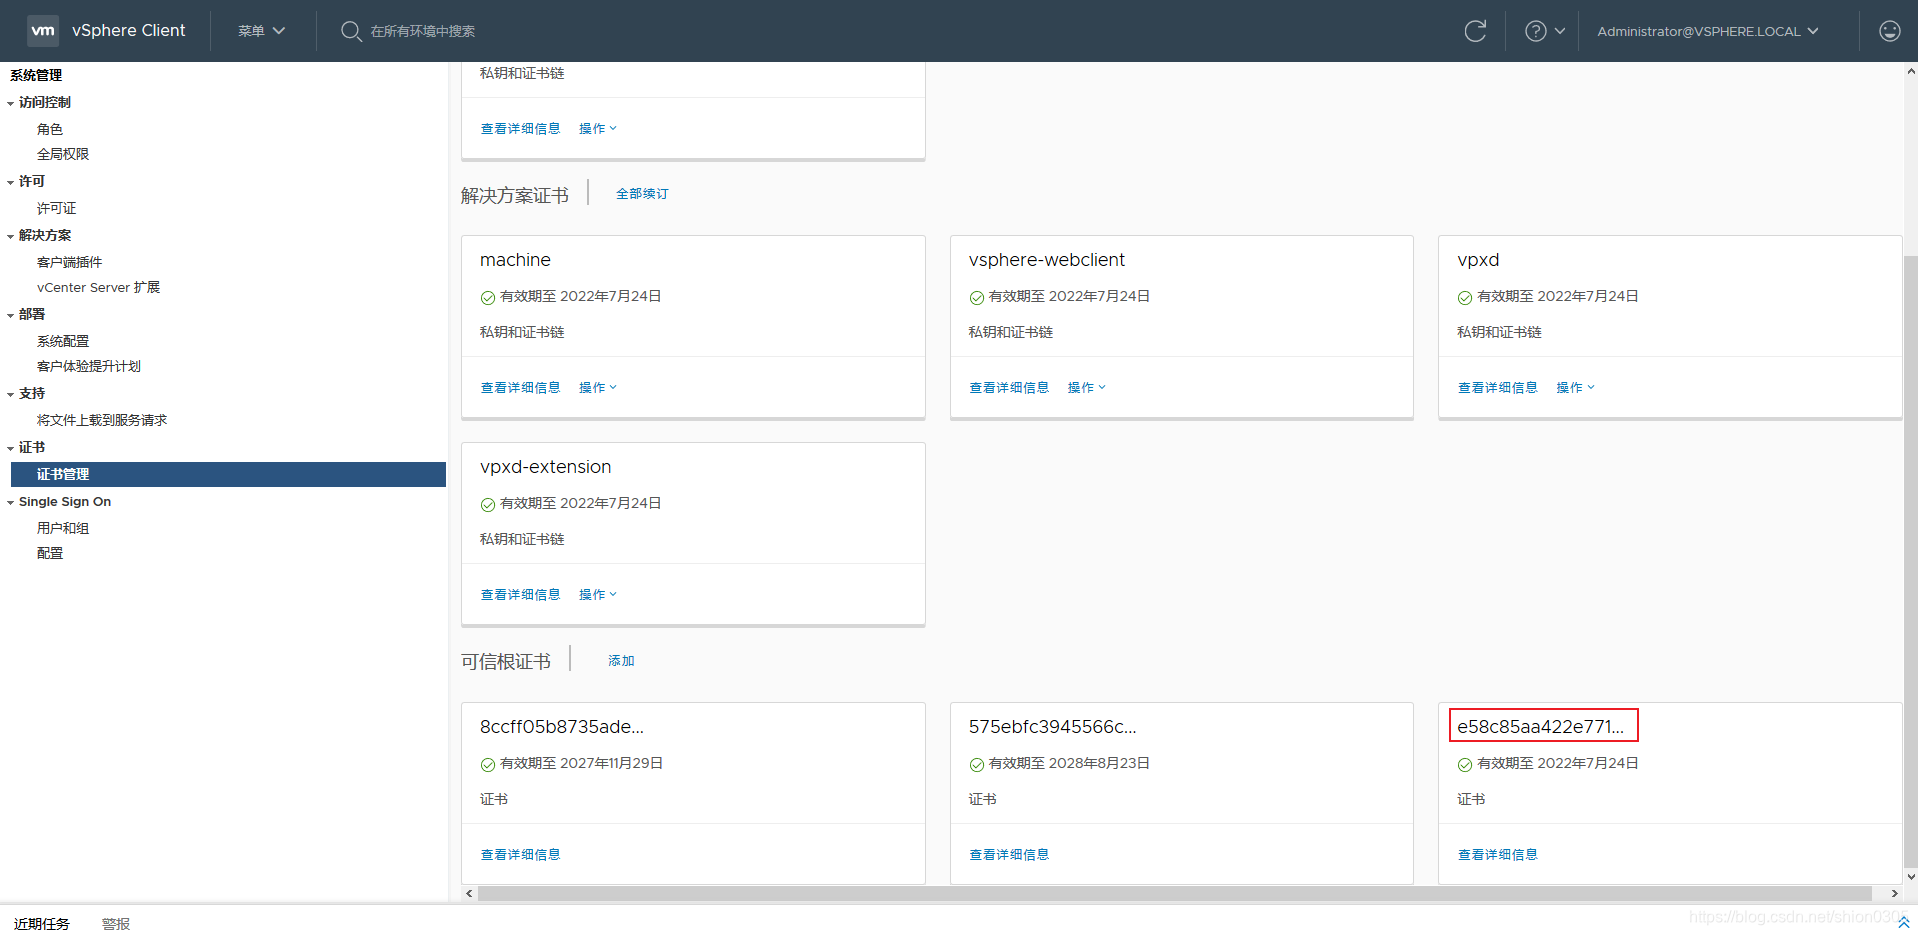 vm vSphere Client 菜单 在所有环境中搜索 Administrator@VSPHERE.LOCAL
系统管理
访问控制
角色
全局权限
许可
许可证
解决方案
客户端插件
vCenter Server 扩展
部署
系统配置
客户体验提升计划
支持
将文件上载到服务请求
证书
证书管理
Single Sign On
用户和组
配置
私钥和证书链
查看详细信息 操作
解决方案证书 全部续订
machine
有效期至 2022年7月24日
私钥和证书链
查看详细信息 操作
vsphere-webclient
有效期至 2022年7月24日
私钥和证书链
查看详细信息 操作
vpxd
有效期至 2022年7月24日
私钥和证书链
查看详细信息 操作
vpxd-extension
有效期至 2022年7月24日
私钥和证书链
查看详细信息 操作
可信根证书 添加
8ccff05b8735ade...
有效期至 2027年11月29日
证书
查看详细信息
575ebfc3945566c...
有效期至 2028年8月23日
证书
查看详细信息
e58c85aa422e771...
有效期至 2022年7月24日
证书
查看详细信息
近期任务 警报